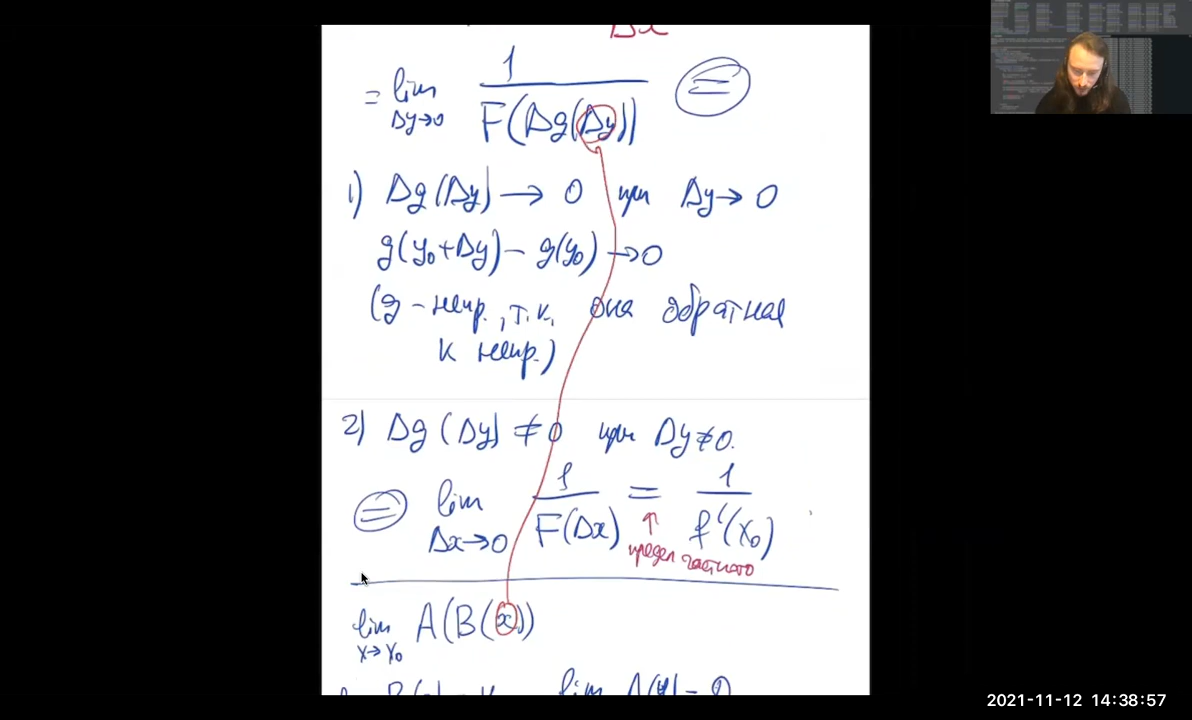 Δx
= lim Δy→0 1 / F(Δg(Δy)) =
1) Δg(Δy) → 0 при Δy → 0
g(y₀+Δy) − g(y₀) → 0
(g - непр., т.к. она обратная
к непр.)
2) Δg(Δy) ≠ 0 при Δy ≠ 0.
= lim Δx→0 1 / F(Δx) = 1 / f'(x₀)
↑
предел частного
lim x→x₀ A(B(x))
2021-11-12 14:38:57